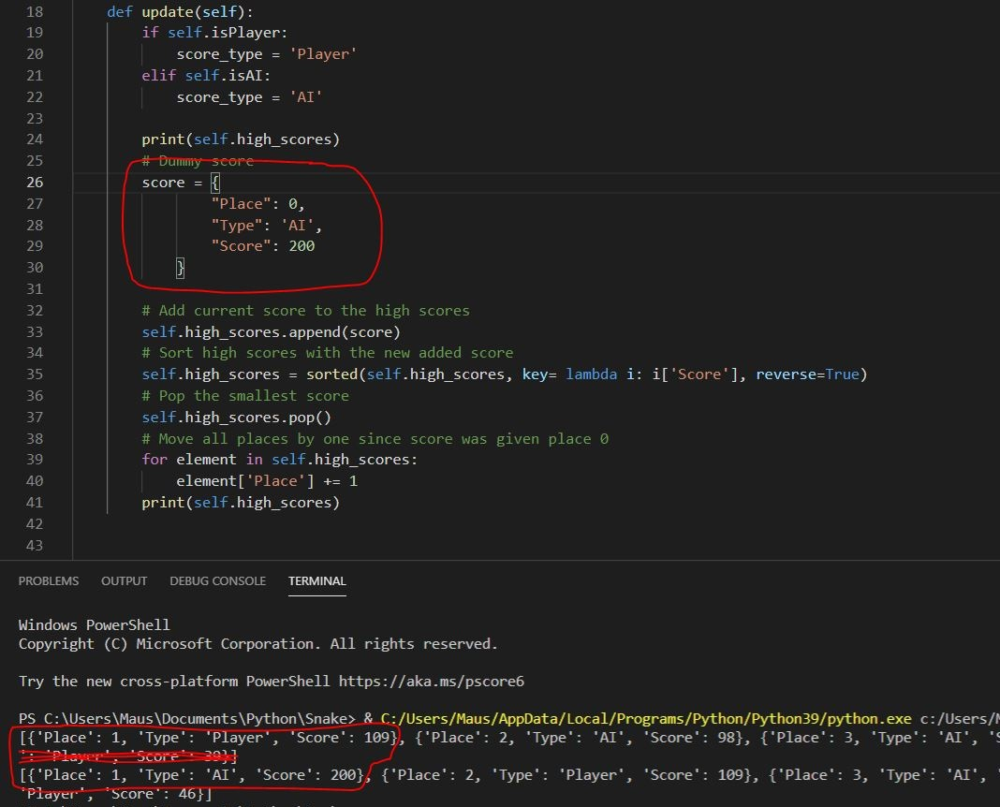 18 def update(self):
19 if self.isPlayer:
20 score_type = 'Player'
21 elif self.isAI:
22 score_type = 'AI'
23
24 print(self.high_scores)
25 # Dummy score
26 score = {
27 "Place": 0,
28 "Type": 'AI',
29 "Score": 200
30 }
31
32 # Add current score to the high scores
33 self.high_scores.append(score)
34 # Sort high scores with the new added score
35 self.high_scores = sorted(self.high_scores, key= lambda i: i['Score'], reverse=True)
36 # Pop the smallest score
37 self.high_scores.pop()
38 # Move all places by one since score was given place 0
39 for element in self.high_scores:
40 element['Place'] += 1
41 print(self.high_scores)
42
43
PROBLEMS OUTPUT DEBUG CONSOLE TERMINAL
Windows PowerShell
Copyright (C) Microsoft Corporation. All rights reserved.
Try the new cross-platform PowerShell https://aka.ms/pscore6
PS C:\Users\Maus\Documents\Python\Snake> & C:/Users/Maus/AppData/Local/Programs/Python/Python39/python.exe c:/Users/M
[{'Place': 1, 'Type': 'Player', 'Score': 109}, {'Place': 2, 'Type': 'AI', 'Score': 98}, {'Place': 3, 'Type': 'AI', 'S
': 'Player', 'Score': 39}]
[{'Place': 1, 'Type': 'AI', 'Score': 200}, {'Place': 2, 'Type': 'Player', 'Score': 109}, {'Place': 3, 'Type': 'AI', '
'Player', 'Score': 46}]